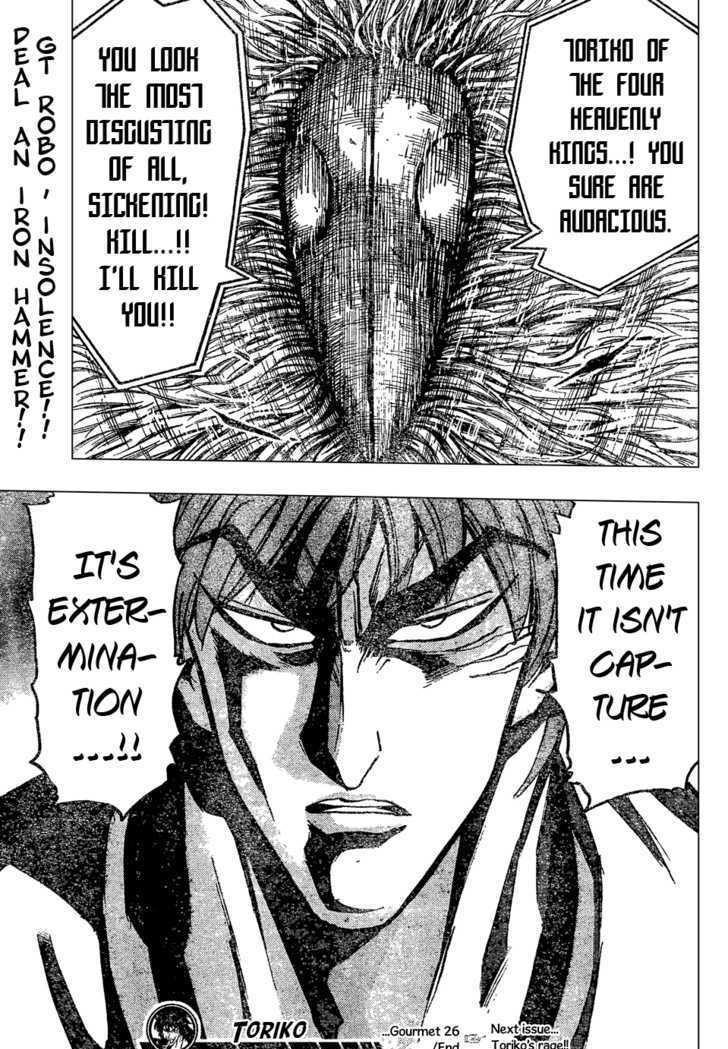 TORIKO OF
THE FOUR
HEAVENLY
KINGS...! YOU
SURE ARE
AUDACIOUS.
YOU LOOK
THE MOST
DISGUSTING
OF ALL,
SICKENING!
KILL...!!
I'LL KILL
YOU!!
GT ROBO, INSOLENCE!!
DEAL AN IRON HAMMER!!
THIS
TIME
IT ISN'T
CAP-
TURE
...
IT'S
EXTER-
MINA-
TION
...!!
TORIKO
...Gourmet 26
/End
Next issue...
Toriko's rage!!